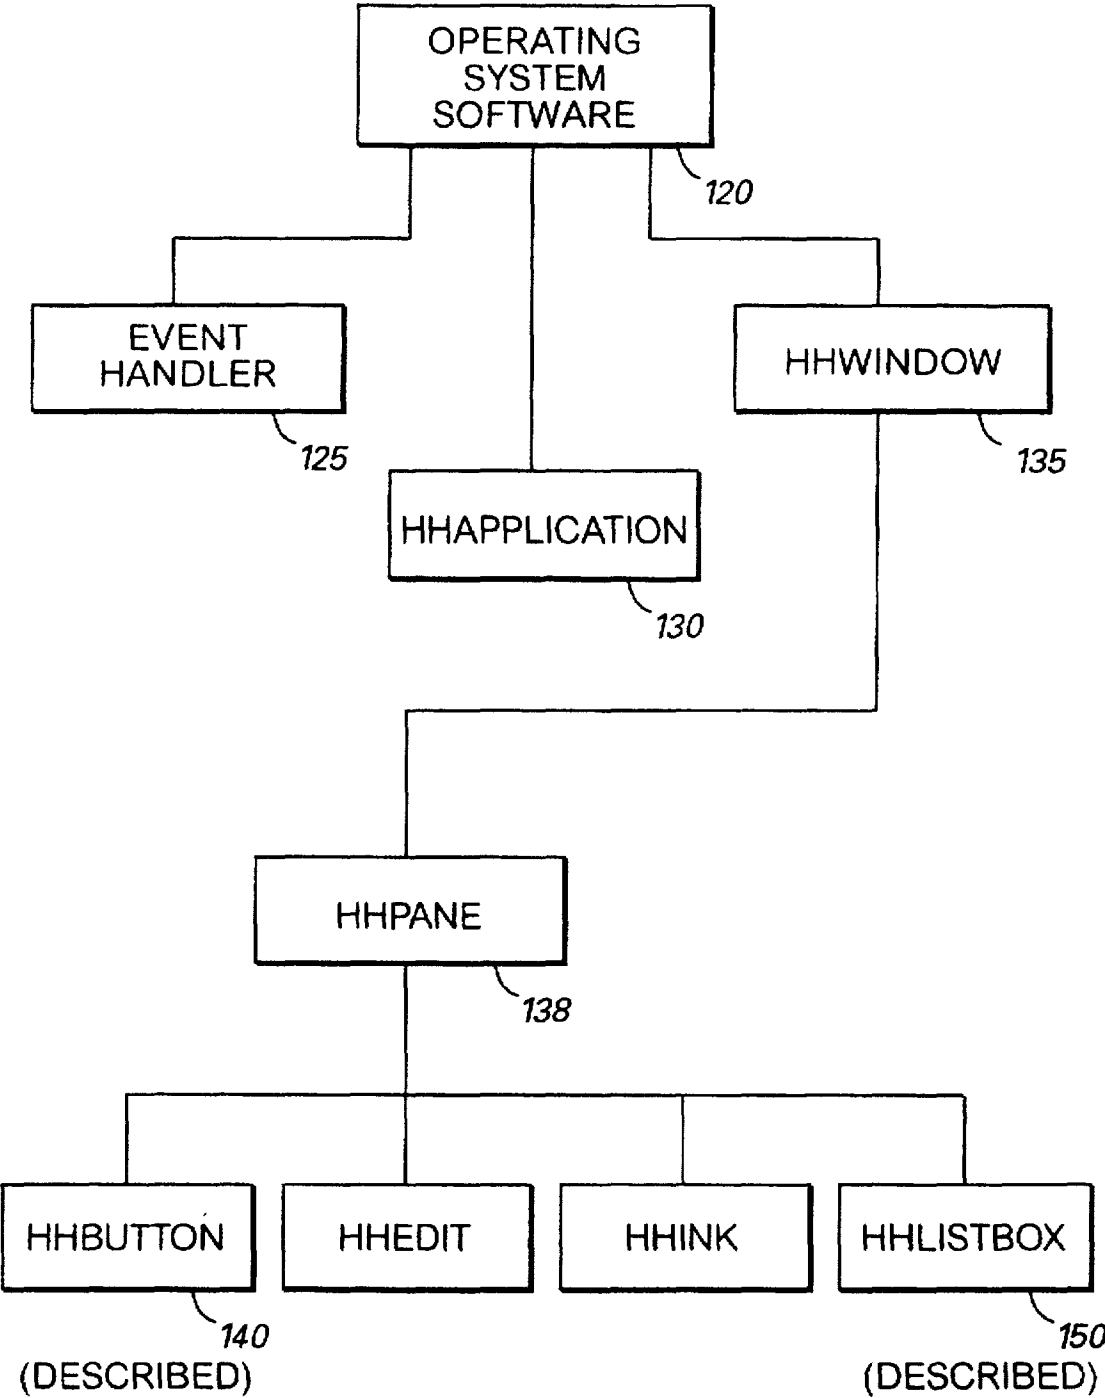 OPERATING
SYSTEM
SOFTWARE
120
EVENT
HANDLER
125
HHWINDOW
135
HHAPPLICATION
130
HHPANE
138
HHBUTTON
HHEDIT
HHINK
HHLISTBOX
140
150
(DESCRIBED)
(DESCRIBED)